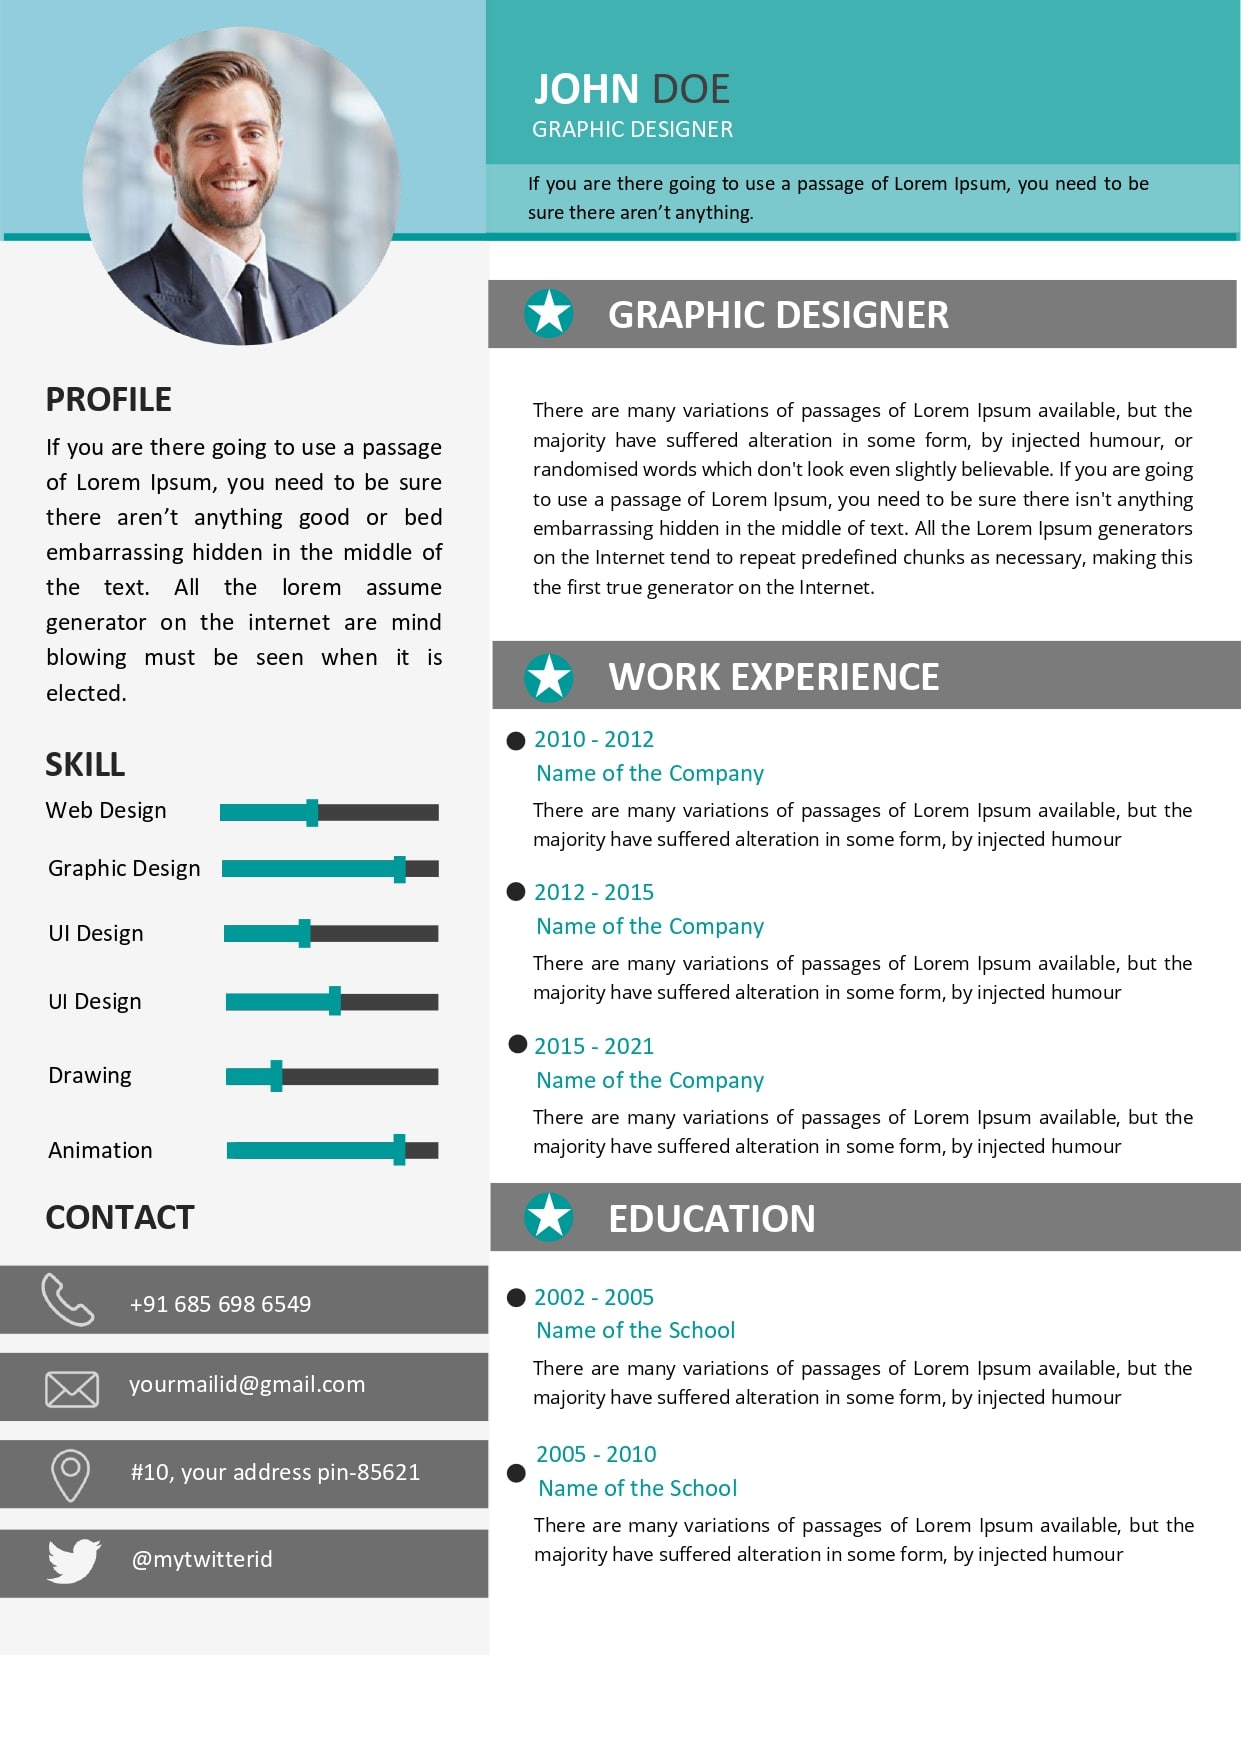 JOHN DOE
GRAPHIC DESIGNER
If you are there going to use a passage of Lorem Ipsum, you need to be
sure there aren’t anything.
PROFILE
If you are there going to use a passage
of Lorem Ipsum, you need to be sure
there aren’t anything good or bed
embarrassing hidden in the middle of
the text. All the lorem assume
generator on the internet are mind
blowing must be seen when it is
elected.
SKILL
Web Design
Graphic Design
UI Design
UI Design
Drawing
Animation
CONTACT
+91 685 698 6549
yourmailid@gmail.com
#10, your address pin-85621
@mytwitterid
GRAPHIC DESIGNER
There are many variations of passages of Lorem Ipsum available, but the
majority have suffered alteration in some form, by injected humour, or
randomised words which don't look even slightly believable. If you are going
to use a passage of Lorem Ipsum, you need to be sure there isn't anything
embarrassing hidden in the middle of text. All the Lorem Ipsum generators
on the Internet tend to repeat predefined chunks as necessary, making this
the first true generator on the Internet.
WORK EXPERIENCE
2010 - 2012
Name of the Company
There are many variations of passages of Lorem Ipsum available, but the
majority have suffered alteration in some form, by injected humour
2012 - 2015
Name of the Company
There are many variations of passages of Lorem Ipsum available, but the
majority have suffered alteration in some form, by injected humour
2015 - 2021
Name of the Company
There are many variations of passages of Lorem Ipsum available, but the
majority have suffered alteration in some form, by injected humour
EDUCATION
2002 - 2005
Name of the School
There are many variations of passages of Lorem Ipsum available, but the
majority have suffered alteration in some form, by injected humour
2005 - 2010
Name of the School
There are many variations of passages of Lorem Ipsum available, but the
majority have suffered alteration in some form, by injected humour